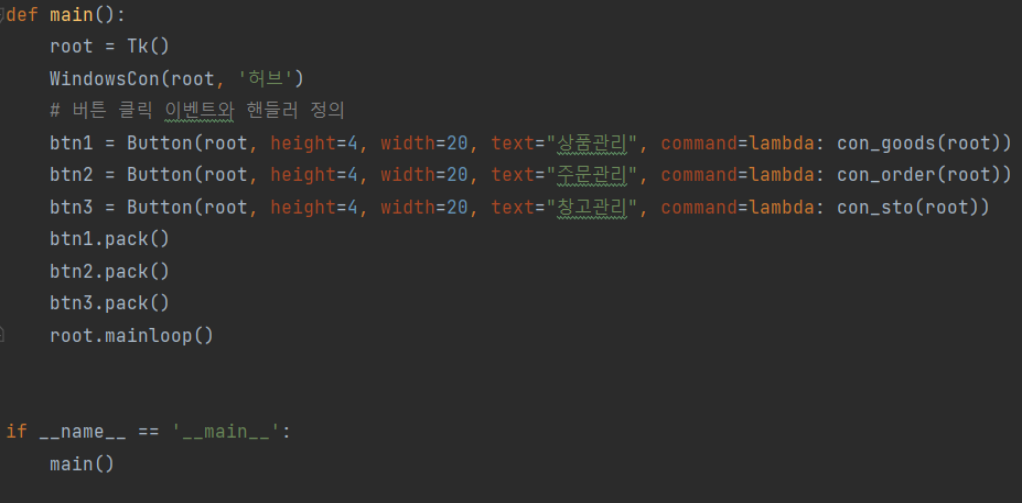 def main():
    root = Tk()
    WindowsCon(root, '허브')
    # 버튼 클릭 이벤트와 핸들러 정의
    btn1 = Button(root, height=4, width=20, text="상품관리", command=lambda: con_goods(root))
    btn2 = Button(root, height=4, width=20, text="주문관리", command=lambda: con_order(root))
    btn3 = Button(root, height=4, width=20, text="창고관리", command=lambda: con_sto(root))
    btn1.pack()
    btn2.pack()
    btn3.pack()
    root.mainloop()
if __name__ == '__main__':
    main()